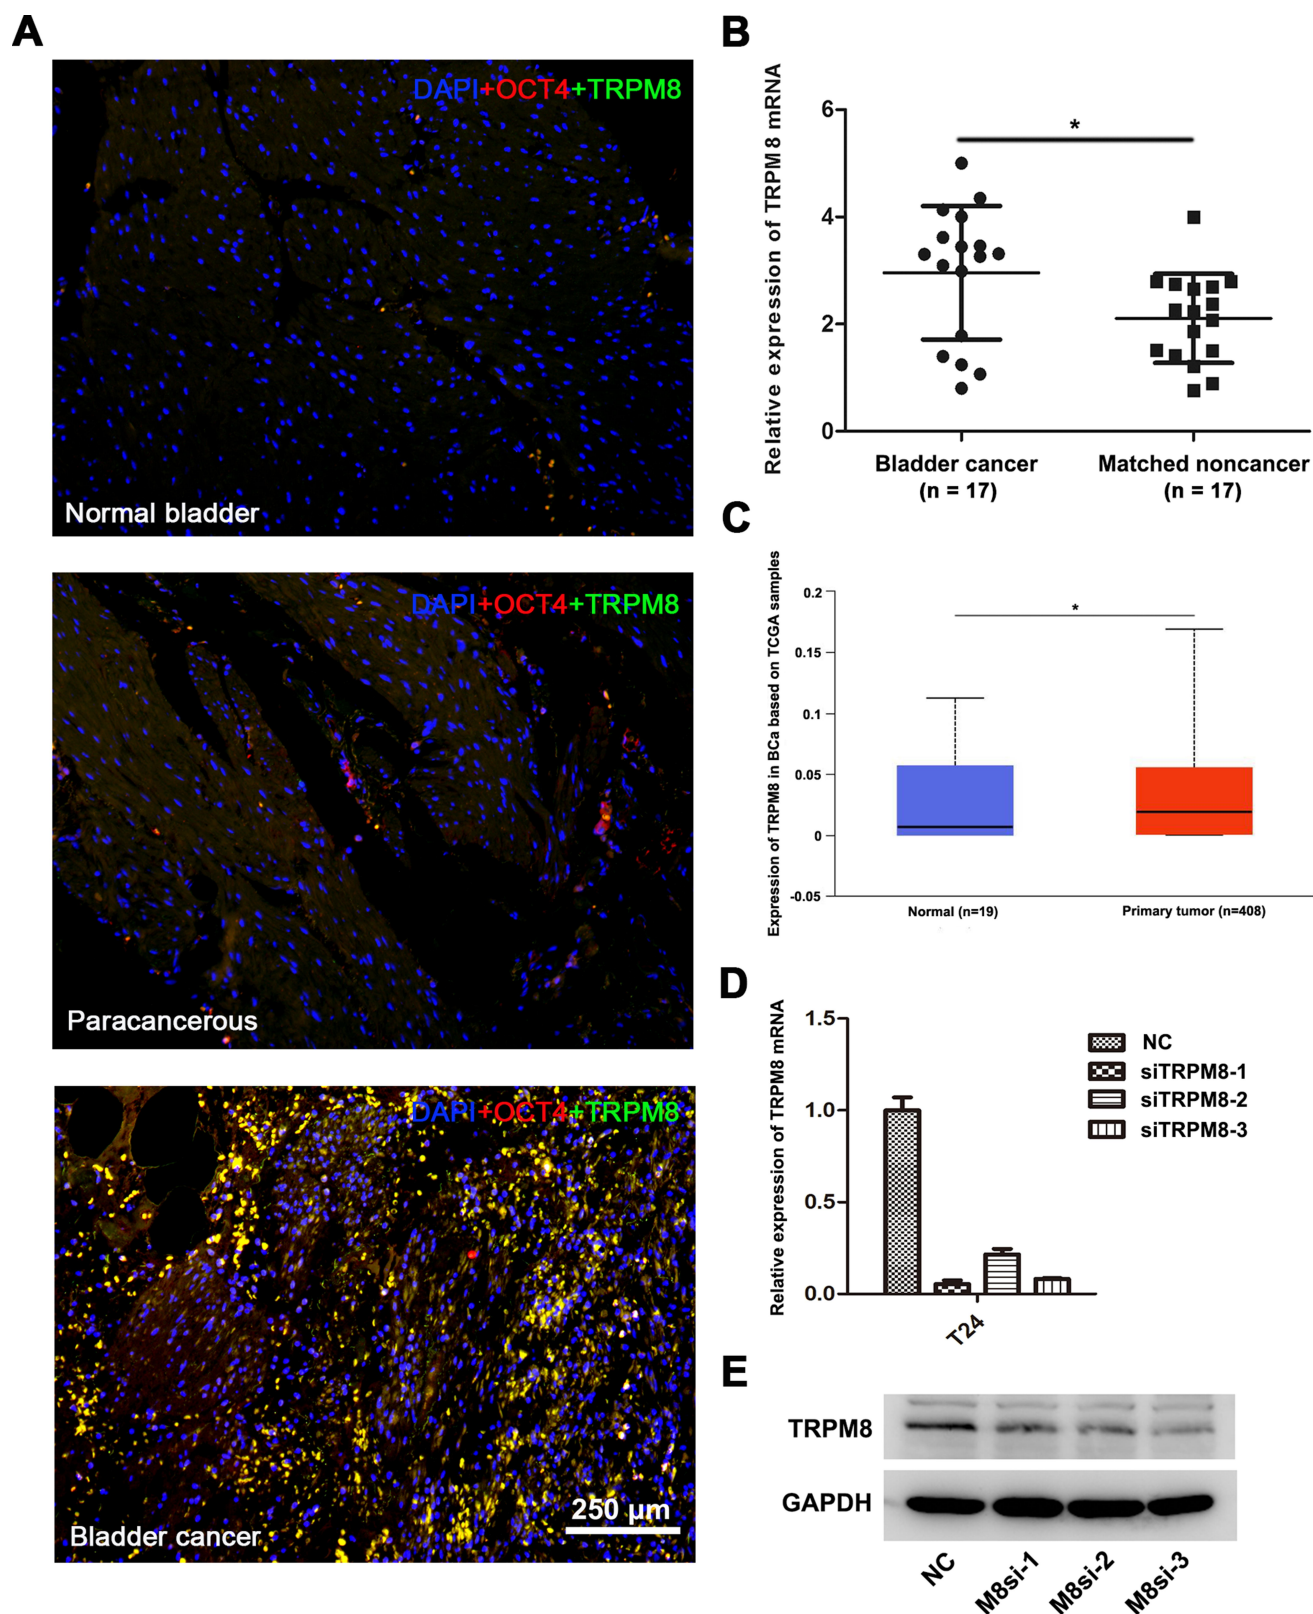 A
DAPI+OCT4+TRPM8
Normal bladder
DAPI+OCT4+TRPM8
Paracancerous
DAPI+OCT4+TRPM8
250 µm
Bladder cancer
B
Relative expression of TRPM8 mRNA
6
4
2
0
*
Bladder cancer
(n = 17)
Matched noncancer
(n = 17)
C
Expression of TRPM8 in BCa based on TCGA samples
0.2
0.15
0.1
0.05
0
-0.05
*
Normal (n=19)
Primary tumor (n=408)
D
Relative expression of TRPM8 mRNA
1.5
1.0
0.5
0.0
T24
NC
siTRPM8-1
siTRPM8-2
siTRPM8-3
E
TRPM8
GAPDH
NC
M8si-1
M8si-2
M8si-3